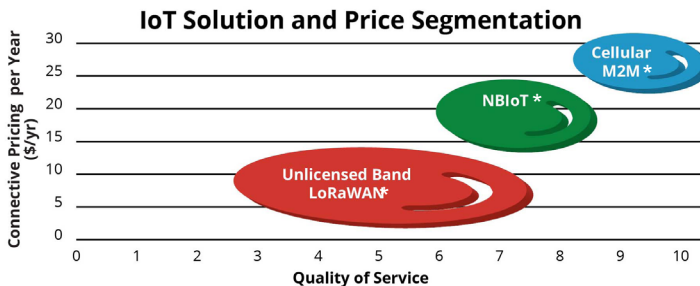 IoT Solution and Price Segmentation
Connective Pricing per Year
($/yr)
30
25
20
15
10
5
0
Cellular
M2M *
NBIoT *
Unlicensed Band
LoRaWAN*
0 1 2 3 4 5 6 7 8 9 10
Quality of Service